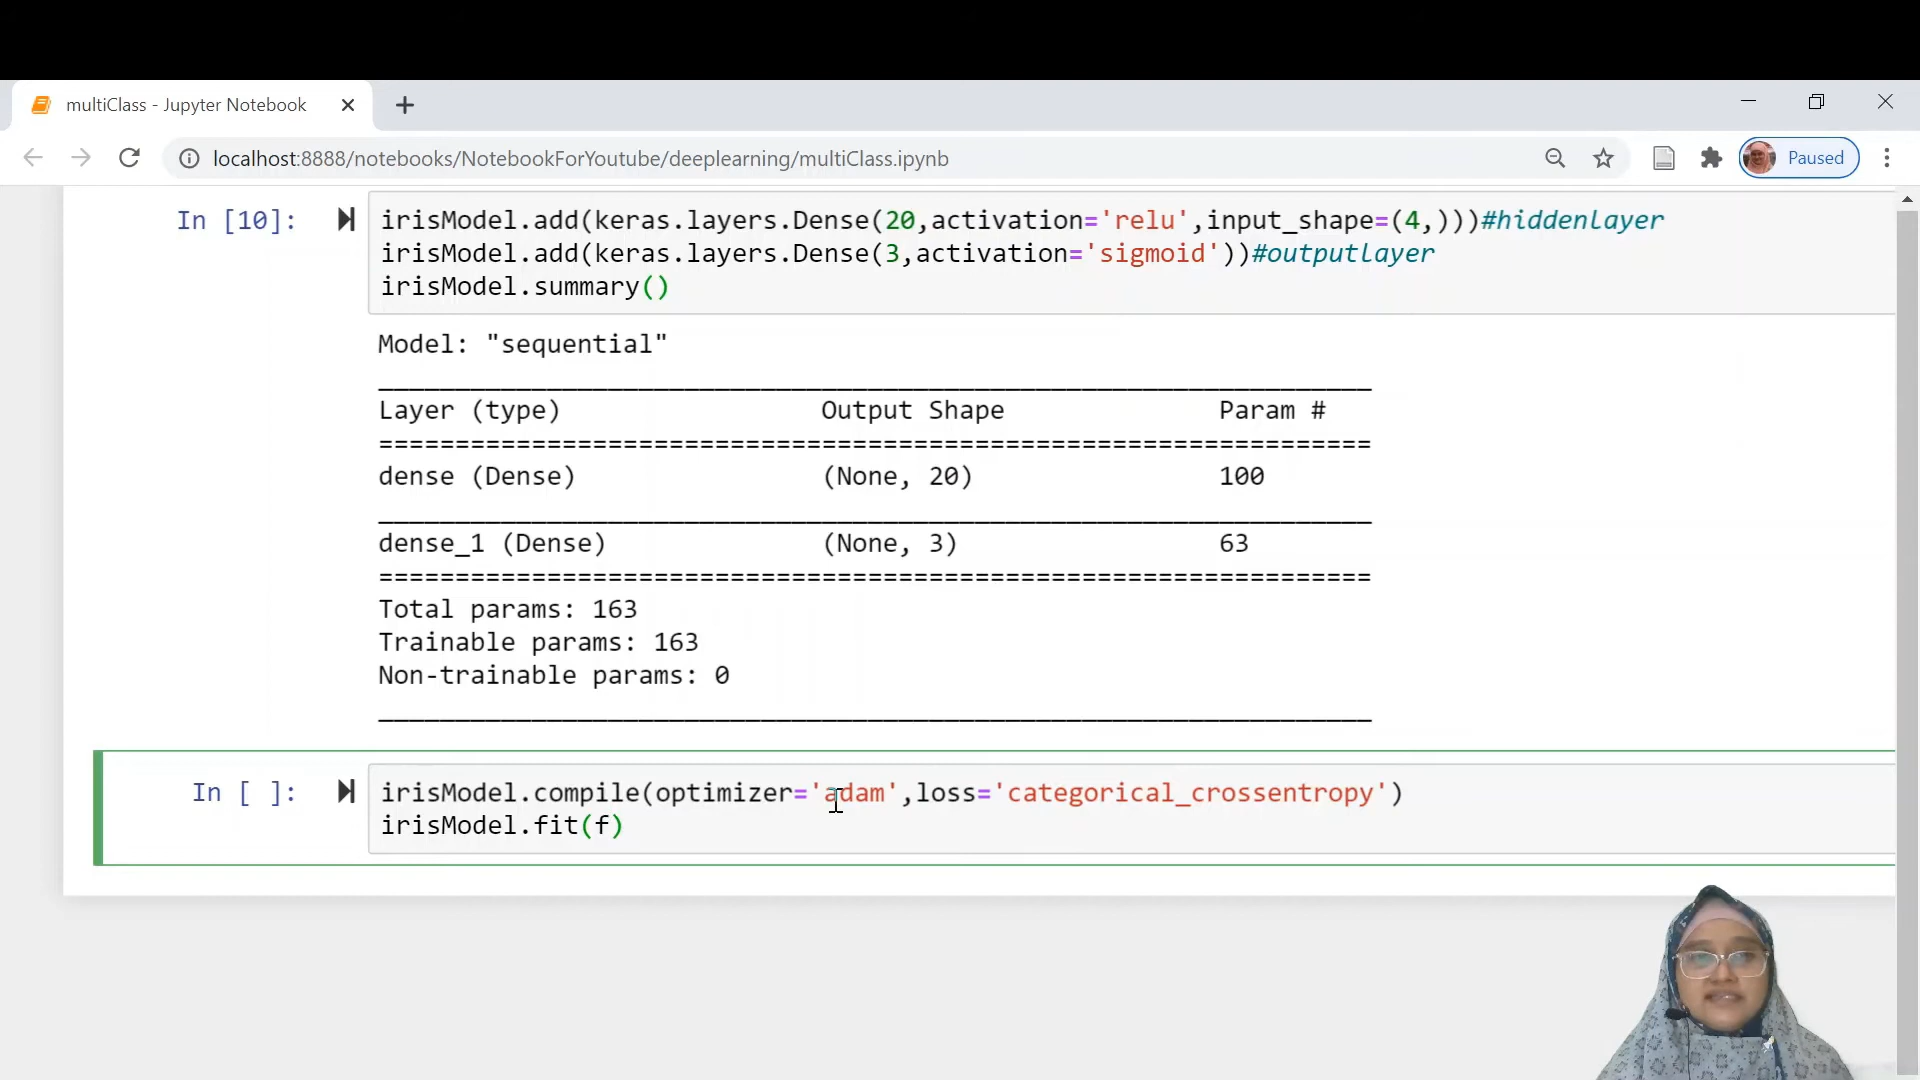 multiClass - Jupyter Notebook
localhost:8888/notebooks/NotebookForYoutube/deeplearning/multiClass.ipynb
Paused
In [10]:
irisModel.add(keras.layers.Dense(20,activation='relu',input_shape=(4,)))#hiddenlayer
irisModel.add(keras.layers.Dense(3,activation='sigmoid'))#outputlayer
irisModel.summary()
Model: "sequential"
Layer (type) Output Shape Param #
dense (Dense) (None, 20) 100
dense_1 (Dense) (None, 3) 63
Total params: 163
Trainable params: 163
Non-trainable params: 0
In [ ]:
irisModel.compile(optimizer='adam',loss='categorical_crossentropy')
irisModel.fit(f)